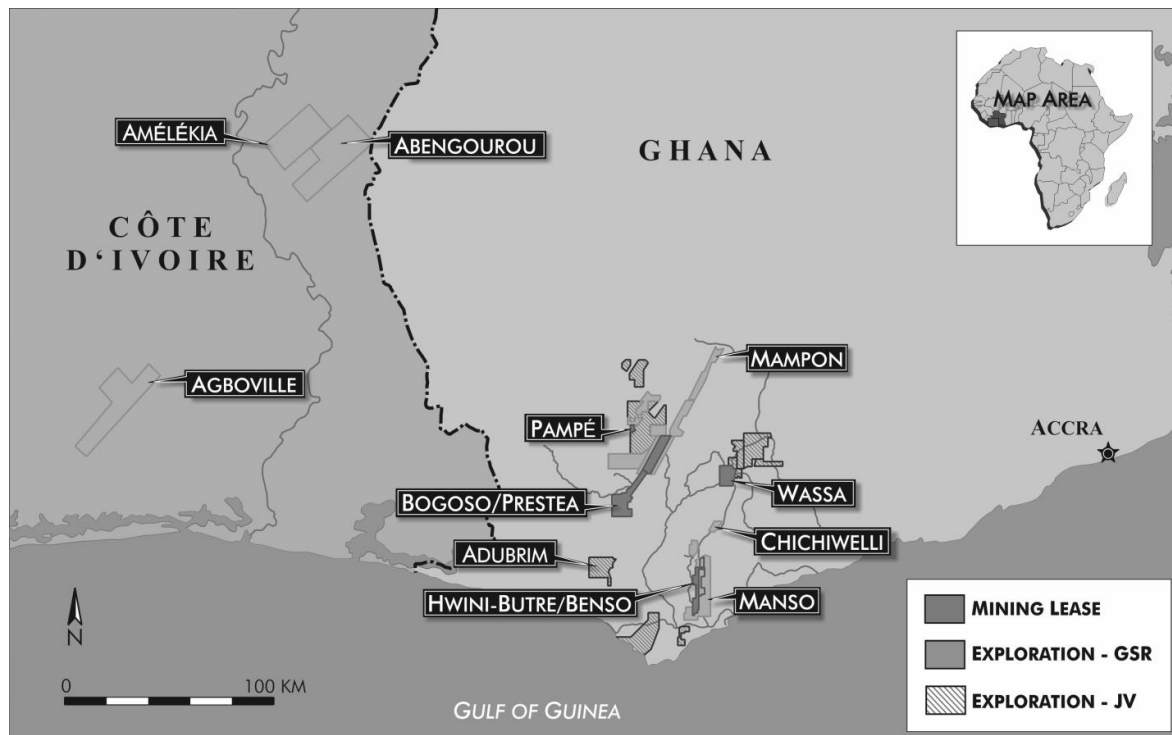 MAP AREA
AMÉLÉKIA
ABENGOUROU
GHANA
CÔTE
D'IVOIRE
AGBOVILLE
MAMPON
PAMPÉ
ACCRA
WASSA
BOGOSO/PRESTEA
CHICHIWELLI
ADUBRIM
HWINI-BUTRE/BENSO
MANSO
N
0 100 KM
GULF OF GUINEA
MINING LEASE
EXPLORATION - GSR
EXPLORATION - JV